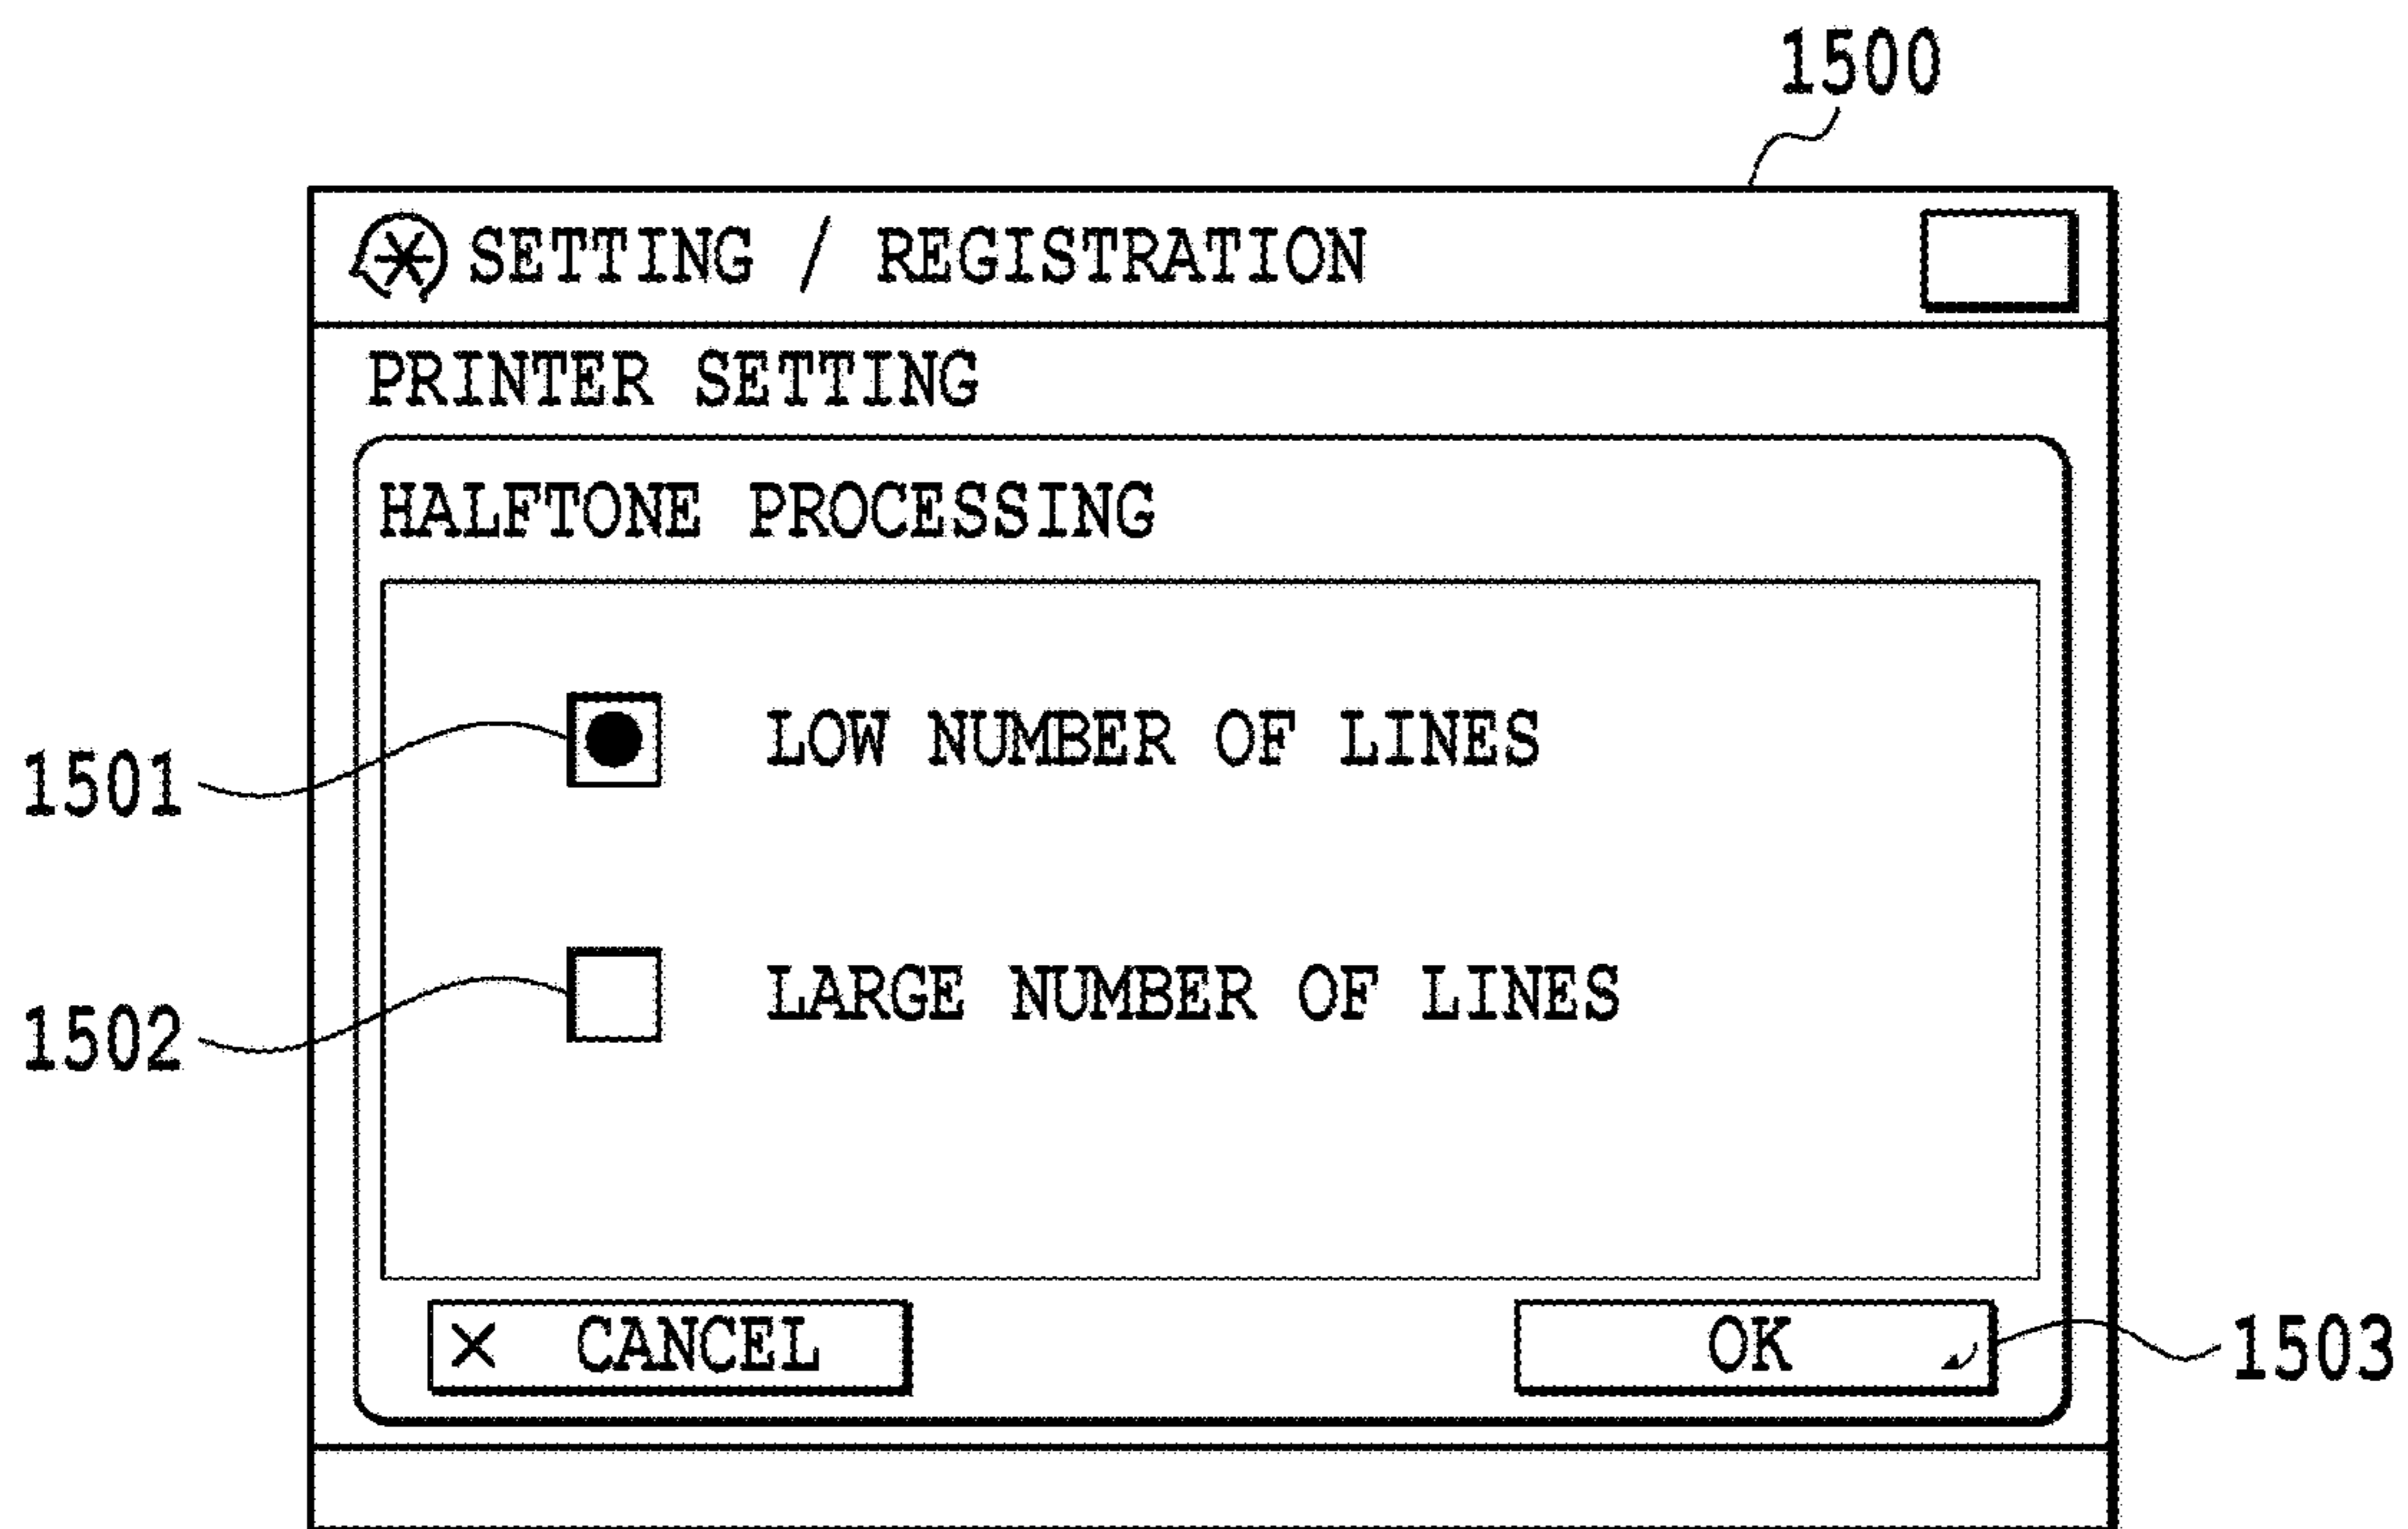 1500
SETTING / REGISTRATION
PRINTER SETTING
HALFTONE PROCESSING
1501
LOW NUMBER OF LINES
1502
LARGE NUMBER OF LINES
× CANCEL
OK
1503